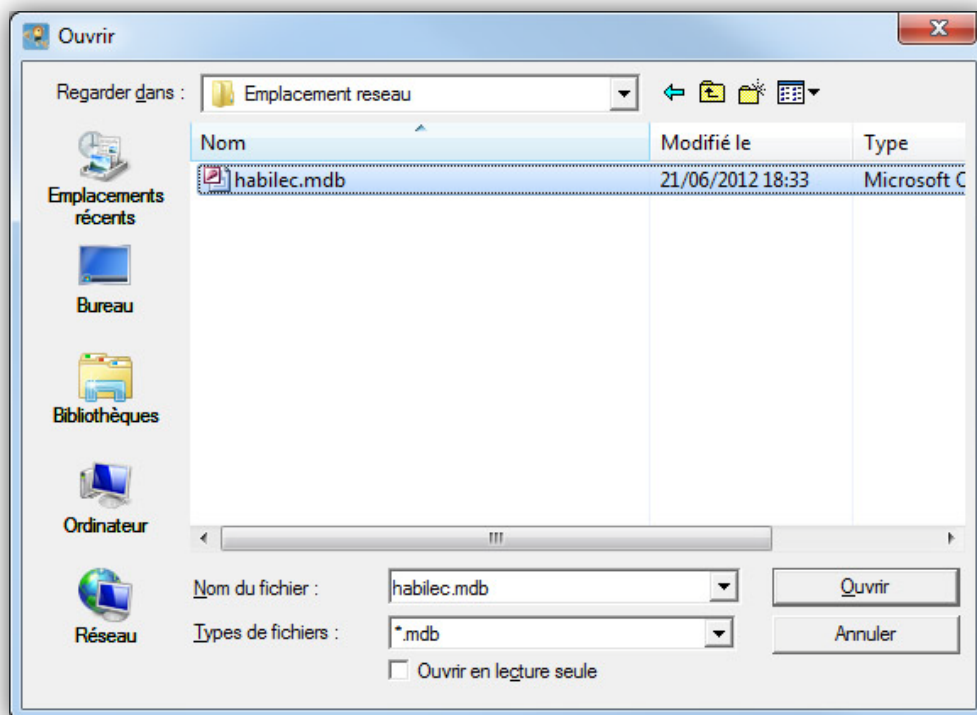 Ouvrir
Regarder dans :
Emplacement reseau
Nom
Modifié le
Type
habilec.mdb
21/06/2012 18:33
Microsoft
Emplacements
récents
Bureau
Bibliothèques
Ordinateur
Réseau
Nom du fichier :
habilec.mdb
Ouvrir
Types de fichiers :
*.mdb
Annuler
Ouvrir en lecture seule